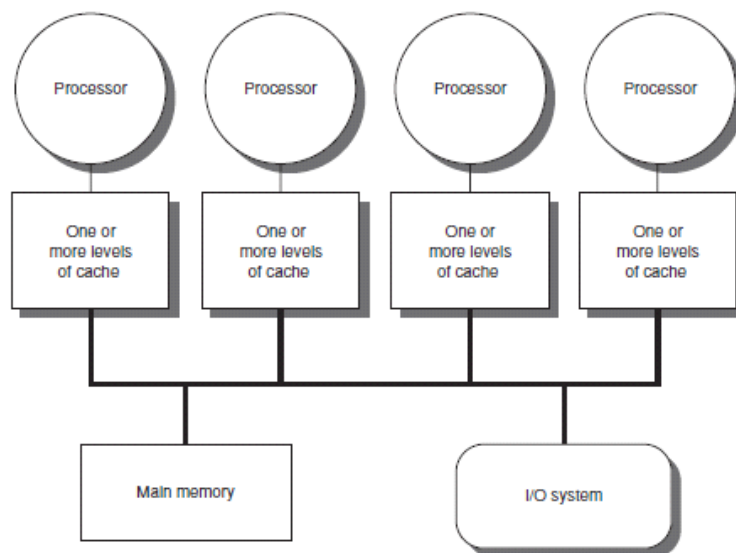 Processor
Processor
Processor
Processor
One or
more levels
of cache
One or
more levels
of cache
One or
more levels
of cache
One or
more levels
of cache
Main memory
I/O system